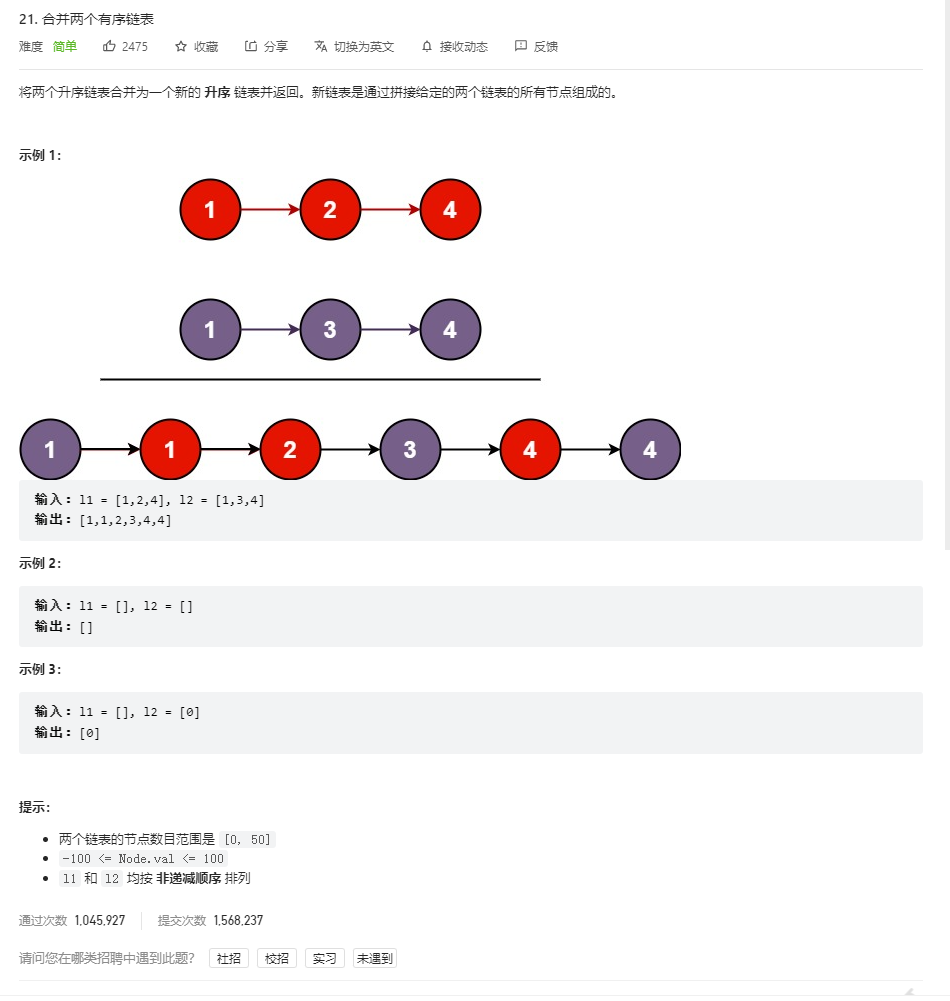 21. 合并两个有序链表
难度 简单 2475 收藏 分享 切换为英文 接收动态 反馈
将两个升序链表合并为一个新的 升序 链表并返回。新链表是通过拼接给定的两个链表的所有节点组成的。
示例 1:
1 2 4
1 3 4
1 1 2 3 4 4
输入: l1 = [1,2,4], l2 = [1,3,4]
输出: [1,1,2,3,4,4]
示例 2:
输入: l1 = [], l2 = []
输出: []
示例 3:
输入: l1 = [], l2 = [0]
输出: [0]
提示:
两个链表的节点数目范围是 [0, 50]
-100 <= Node.val <= 100
l1 和 l2 均按 非递减顺序 排列
通过次数 1,045,927 提交次数 1,568,237
请问您在哪类招聘中遇到此题? 社招 校招 实习 未遇到